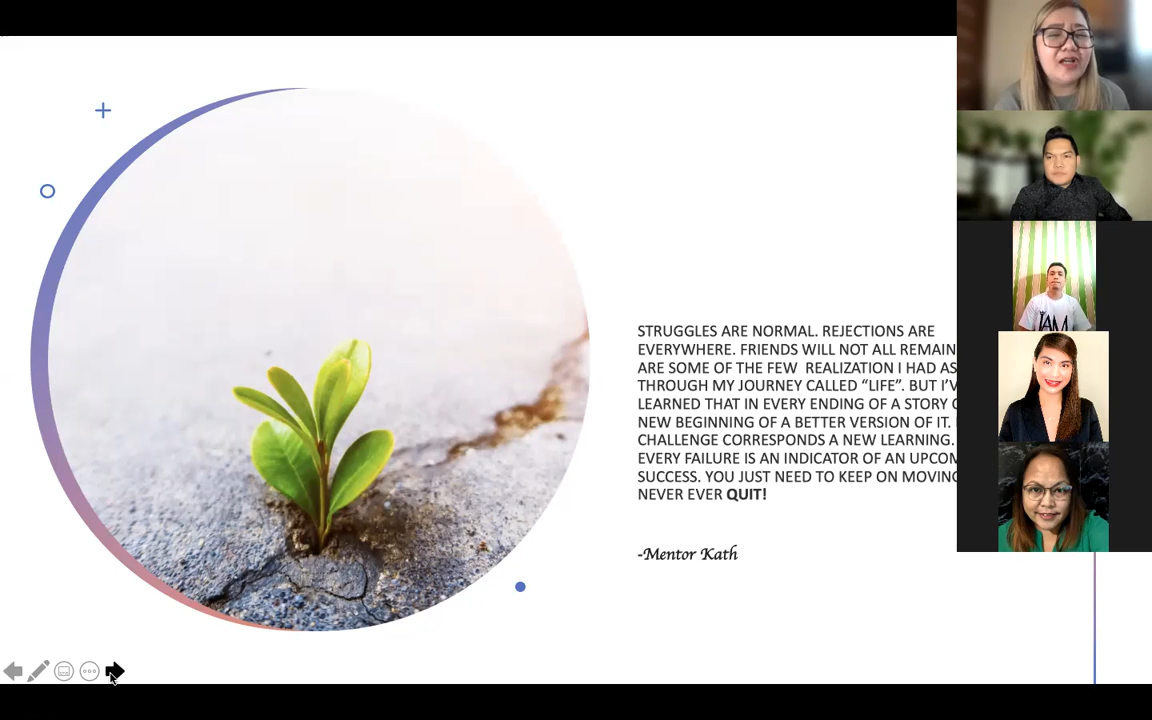 STRUGGLES ARE NORMAL. REJECTIONS ARE
EVERYWHERE. FRIENDS WILL NOT ALL REMAIN
ARE SOME OF THE FEW REALIZATION I HAD AS
THROUGH MY JOURNEY CALLED “LIFE”. BUT I’V
LEARNED THAT IN EVERY ENDING OF A STORY
NEW BEGINNING OF A BETTER VERSION OF IT.
CHALLENGE CORRESPONDS A NEW LEARNING.
EVERY FAILURE IS AN INDICATOR OF AN UPCOM
SUCCESS. YOU JUST NEED TO KEEP ON MOVING
NEVER EVER QUIT!
-Mentor Kath